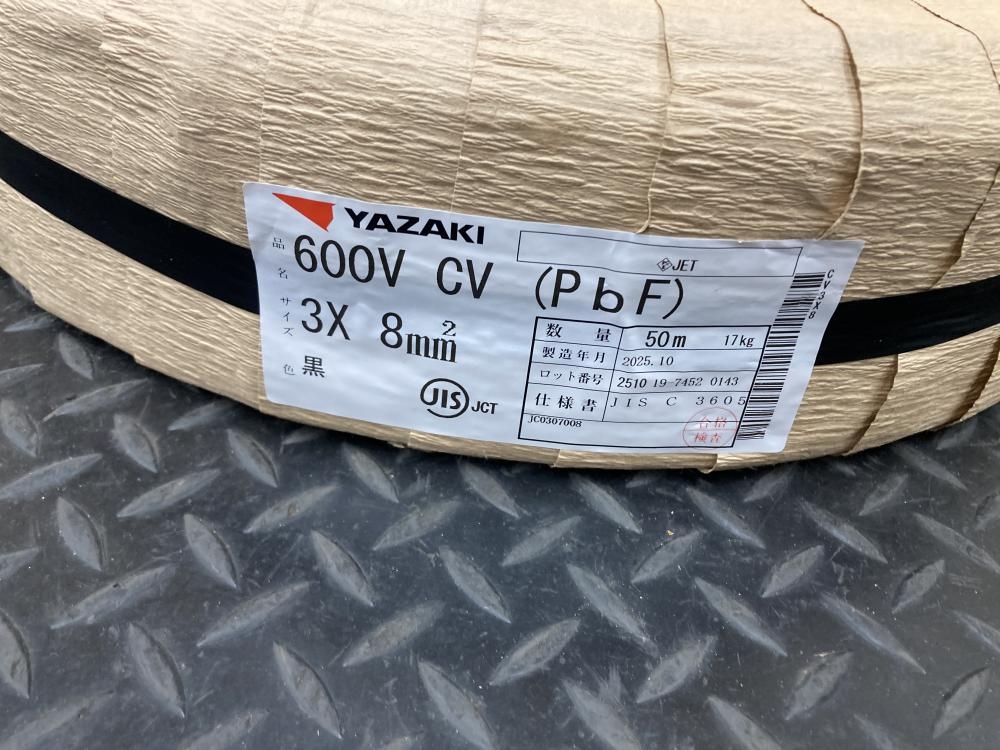 YAZAKI
品名 600V CV (PbF)
サイズ 3X 8mm²
色 黒
JIS JCT
PSE JET
数量 50m 17kg
製造年月 2025.10
ロット番号 2510 19-7452 0143
仕様書 JIS C 3605
JC0307008
合格
検査
CV3X8